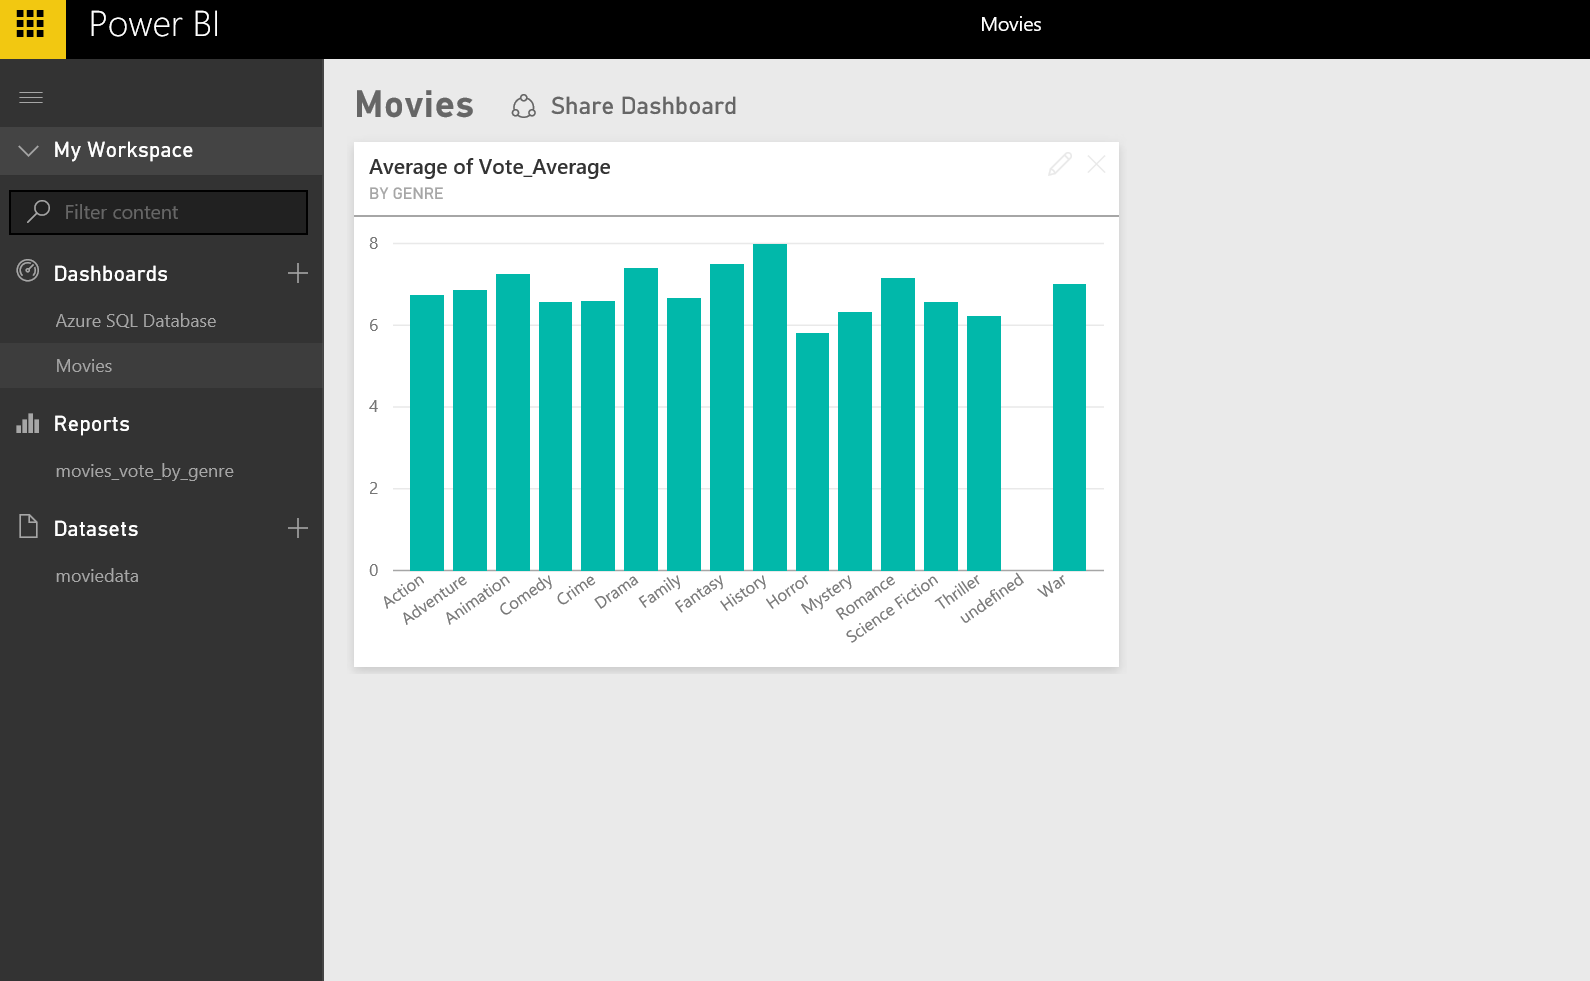 Power BI
Movies
My Workspace
Filter content
Dashboards
Azure SQL Database
Movies
Reports
movies_vote_by_genre
Datasets
moviedata
Movies
Share Dashboard
Average of Vote_Average
BY GENRE
8
6
4
2
0
Action
Adventure
Animation
Comedy
Crime
Drama
Family
Fantasy
History
Horror
Mystery
Romance
Science Fiction
Thriller
undefined
War